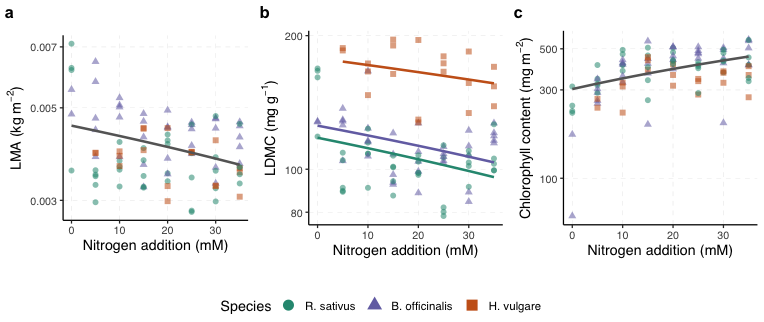 a
b
c
LMA (kg m−2)
0.007
0.005
0.003
0
10
20
30
Nitrogen addition (mM)
LDMC (mg g−1)
200
100
80
0
10
20
30
Nitrogen addition (mM)
Chlorophyll content (mg m−2)
500
300
100
0
10
20
30
Nitrogen addition (mM)
Species
R. sativus
B. officinalis
H. vulgare